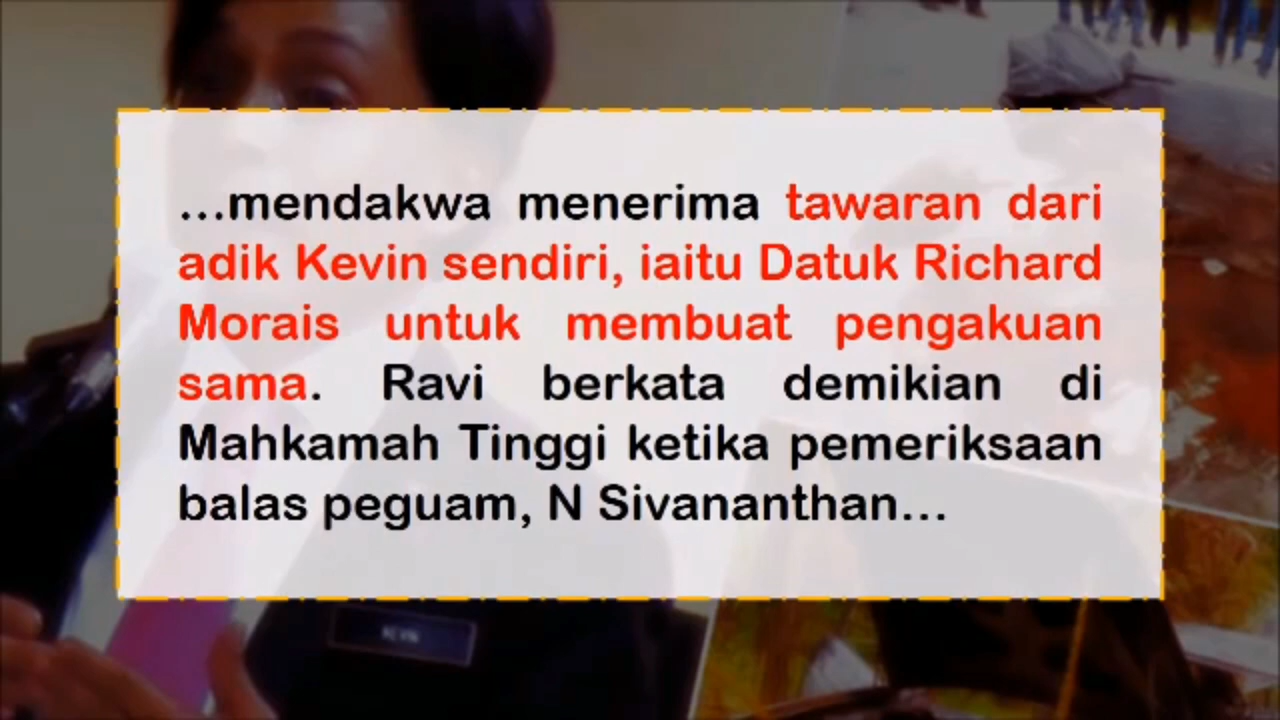 ...mendakwa menerima tawaran dari
adik Kevin sendiri, iaitu Datuk Richard
Morais untuk membuat pengakuan
sama. Ravi berkata demikian di
Mahkamah Tinggi ketika pemeriksaan
balas peguam, N Sivananthan...
KEVIN